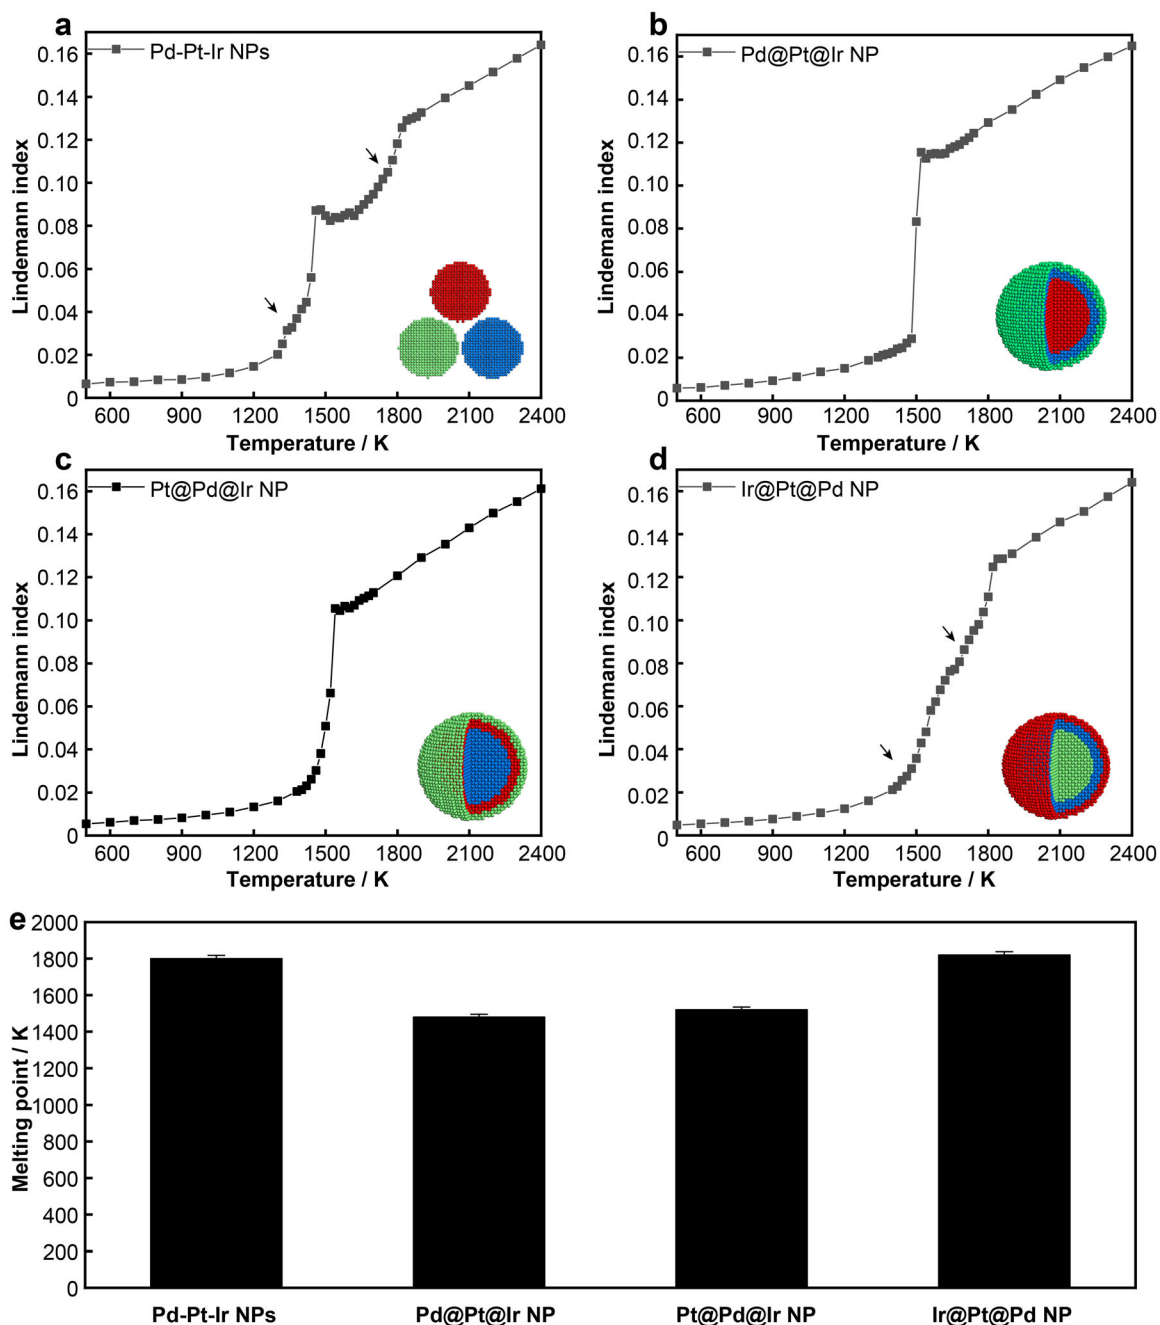 a
Pd-Pt-Ir NPs
Lindemann index
0.16
0.14
0.12
0.10
0.08
0.06
0.04
0.02
0
600 900 1200 1500 1800 2100 2400
Temperature / K
b
Pd@Pt@Ir NP
Lindemann index
0.16
0.14
0.12
0.10
0.08
0.06
0.04
0.02
0
600 900 1200 1500 1800 2100 2400
Temperature / K
c
Pt@Pd@Ir NP
Lindemann index
0.16
0.14
0.12
0.10
0.08
0.06
0.04
0.02
0
600 900 1200 1500 1800 2100 2400
Temperature / K
d
Ir@Pt@Pd NP
Lindemann index
0.16
0.14
0.12
0.10
0.08
0.06
0.04
0.02
0
600 900 1200 1500 1800 2100 2400
Temperature / K
e
Melting point / K
2000
1800
1600
1400
1200
1000
800
600
400
200
0
Pd-Pt-Ir NPs Pd@Pt@Ir NP Pt@Pd@Ir NP Ir@Pt@Pd NP